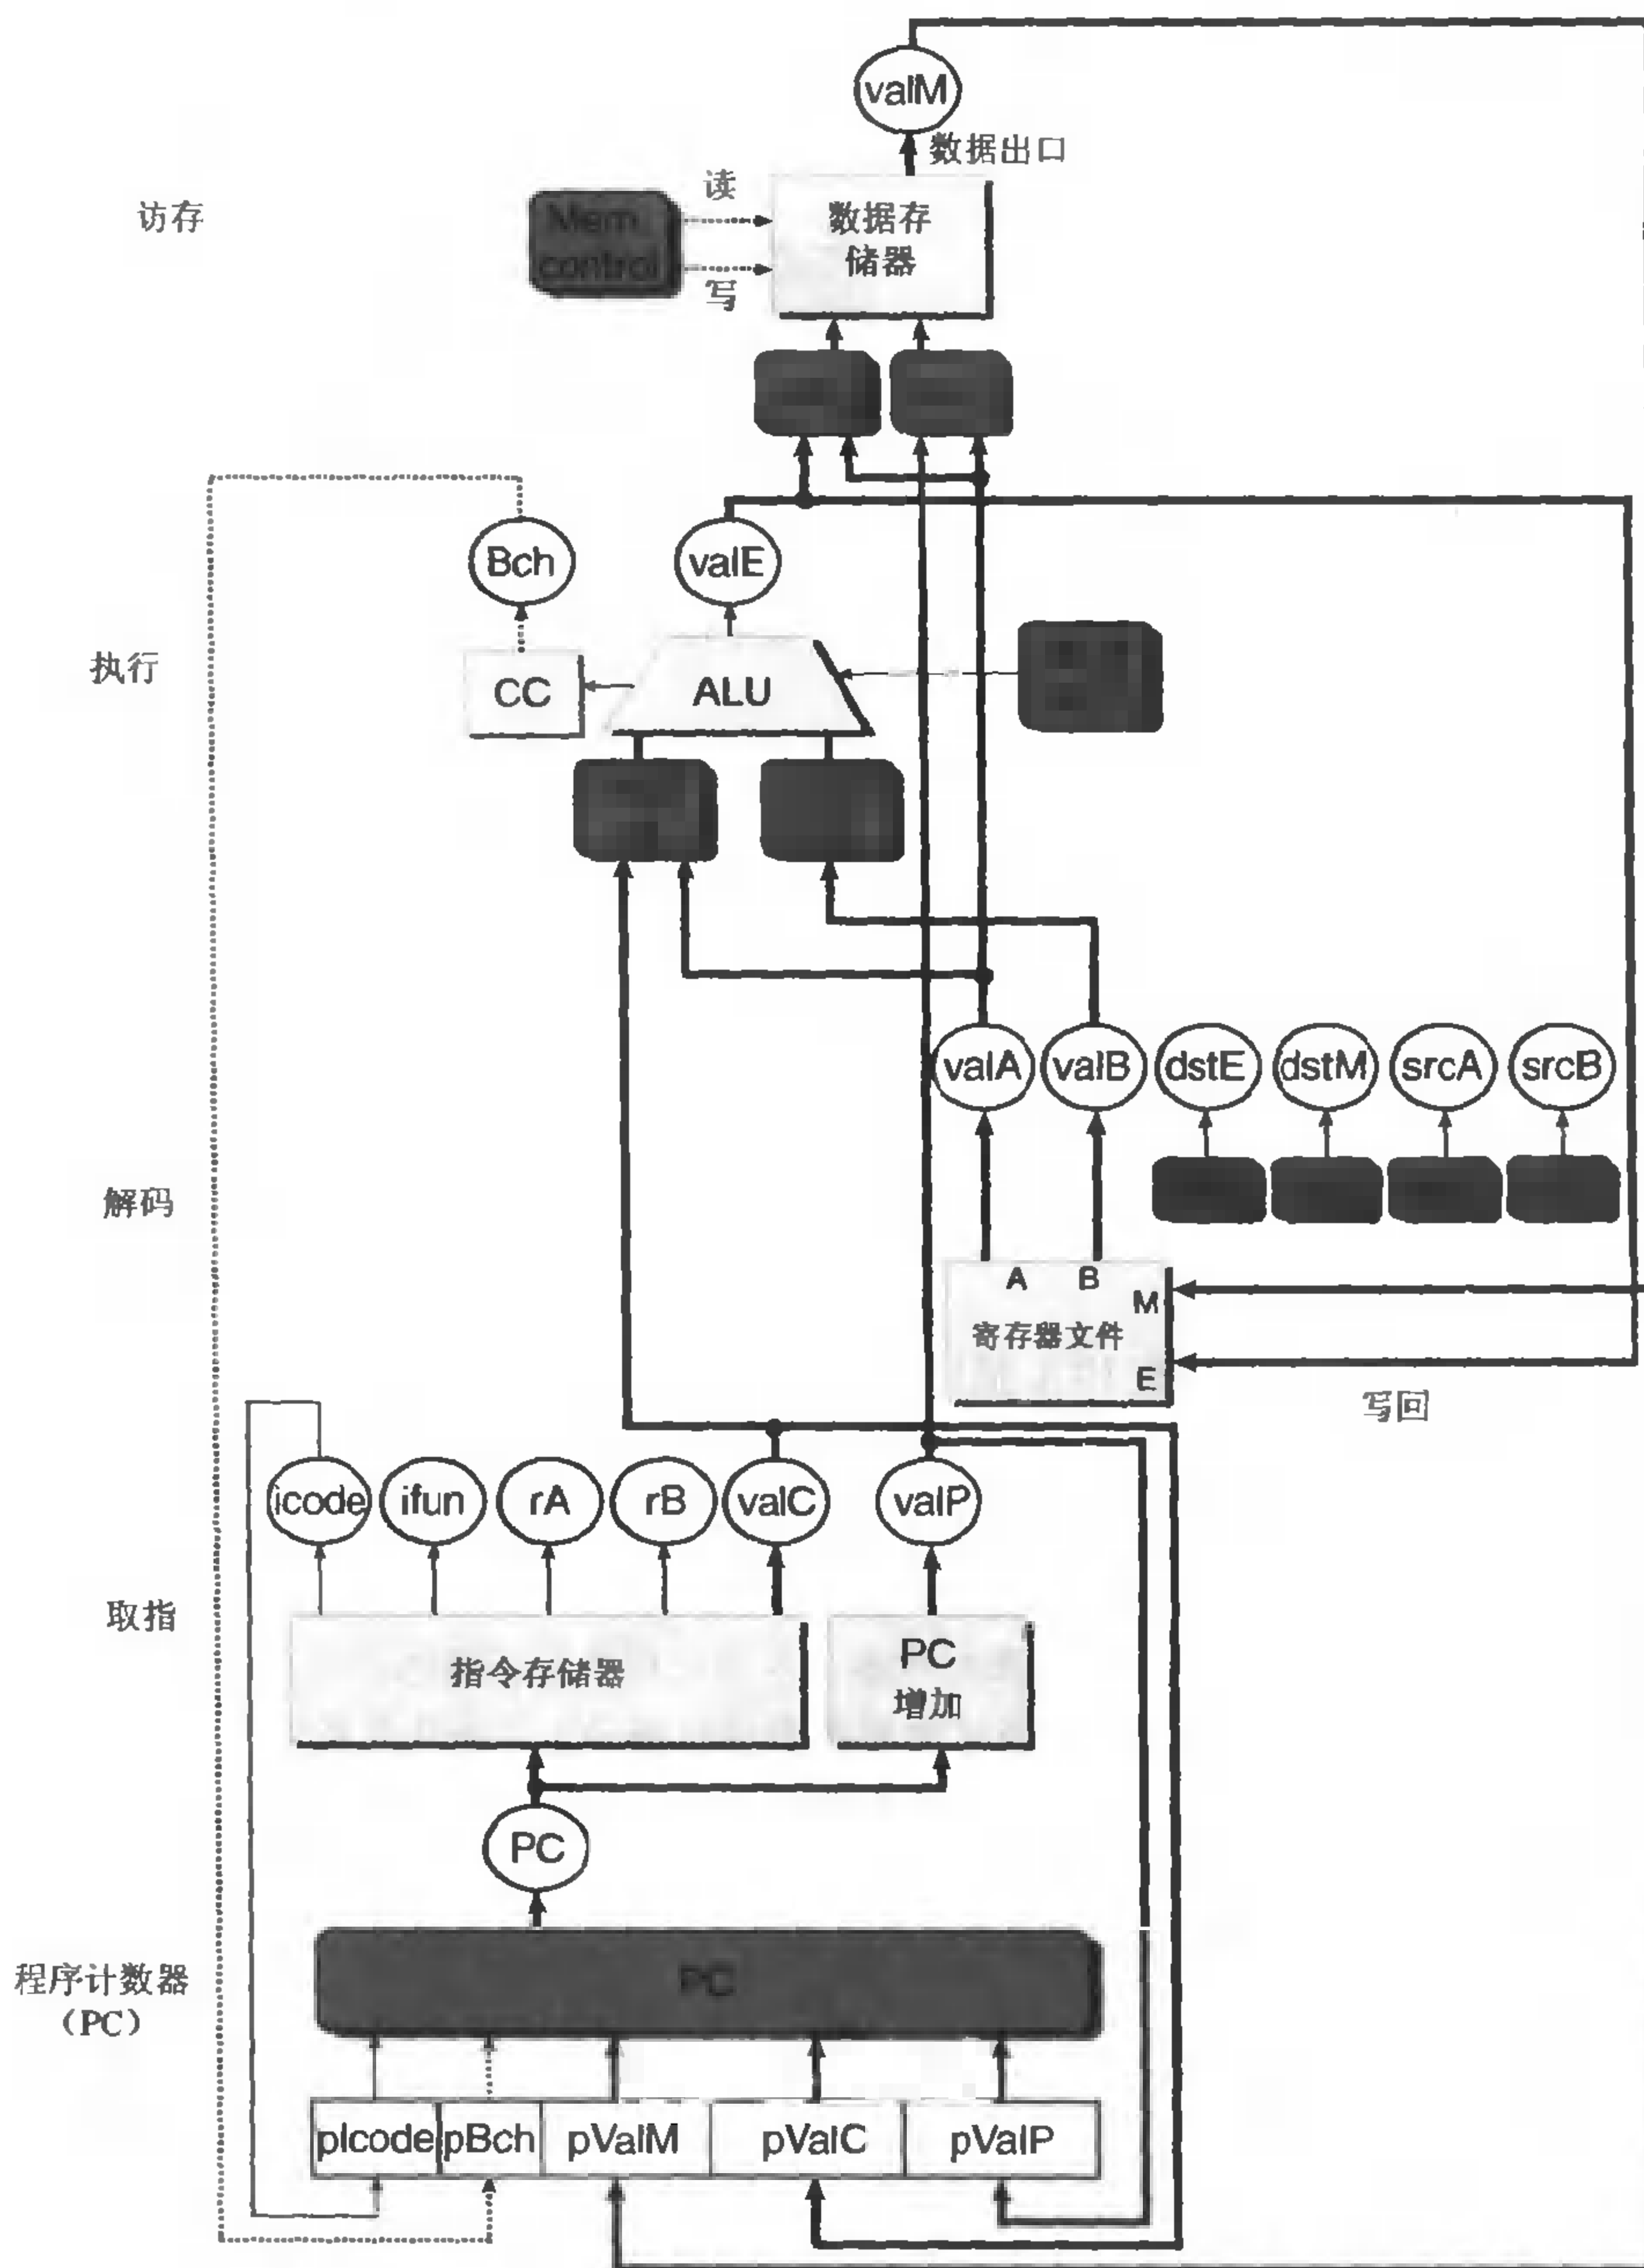 valM
数据出口
访存
读
Mem.
control
写
数据存
储器
Bch
valE
执行
CC
ALU
valA
valB
dstE
dstM
srcA
srcB
解码
A
B
M
寄存器文件
E
写回
icode
ifun
rA
rB
valC
valP
取指
指令存储器
PC
增加
PC
程序计数器
（PC）
PC
pIcode
pBch
pValM
pValC
pValP